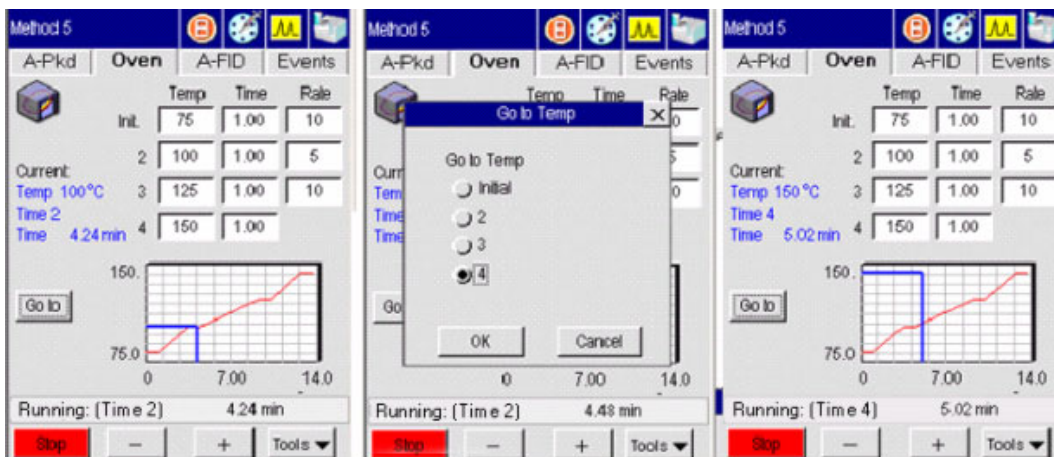 Method 5
A-Pkd Oven A-FID Events
Temp Time Rate
Init. 75 1.00 10
2 100 1.00 5
Current:
Temp 100°C 3 125 1.00 10
Time 2
Time 4.24 min 4 150 1.00
150.
Go to
75.0
0 7.00 14.0
Running: (Time 2) 4.24 min
Stop - + Tools
Method 5
A-Pkd Oven A-FID Events
Temp Time Rate
Go to Temp X
Go to Temp
Initial
2
3
4
OK Cancel
0 7.00 14.0
Running: (Time 2) 4.48 min
Stop - + Tools
Method 5
A-Pkd Oven A-FID Events
Temp Time Rate
Init. 75 1.00 10
2 100 1.00 5
Current:
Temp 150°C 3 125 1.00 10
Time 4
Time 5.02 min 4 150 1.00
150.
Go to
75.0
0 7.00 14.0
Running: (Time 4) 5.02 min
Stop - + Tools